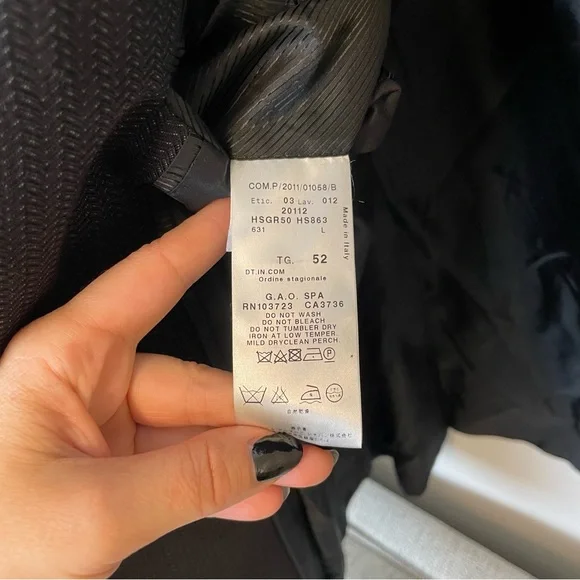 COM.P/2011/01058/B
Etic. 03 Lav. 012
20112
HSGR50 HS863
631 L
Made in Italy
TG. 52
DT.IN.COM
Ordine stagionale
G.A.O. SPA
RN103723 CA3736
DO NOT WASH
DO NOT BLEACH
DO NOT TUMBLER DRY
IRON AT LOW TEMPER.
MILD DRYCLEAN PERCH.